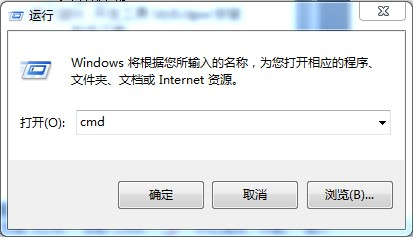 运行
Windows 将根据您所输入的名称，为您打开相应的程序、
文件夹、文档或 Internet 资源。
打开(O): cmd
确定 取消 浏览(B)...